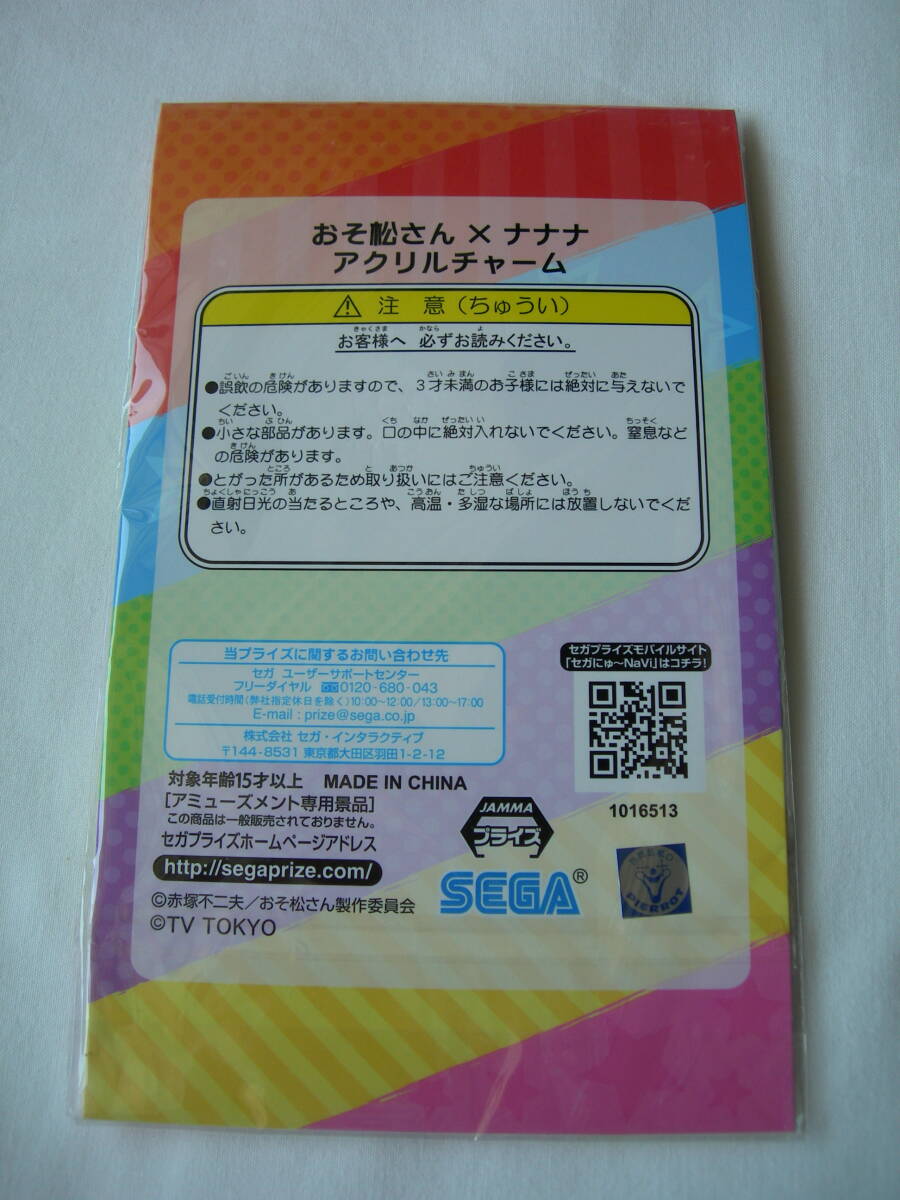 おそ松さん × ナナナ
アクリルチャーム
⚠ 注 意（ちゅうい）
お客様へ 必ずお読みください。
●誤飲の危険がありますので、3才未満のお子様には絶対に与えないで
ください。
●小さな部品があります。口の中に絶対入れないでください。窒息など
の危険があります。
●とがった所があるため取り扱いにはご注意ください。
●直射日光の当たるところや、高温・多湿な場所には放置しないでくだ
さい。
当プライズに関するお問い合わせ先
セガ ユーザーサポートセンター
フリーダイヤル 0120-680-043
電話受付時間（弊社指定休日を除く）10:00～12:00/13:00～17:00
E-mail : prize@sega.co.jp
株式会社 セガ・インタラクティブ
〒144-8531 東京都大田区羽田1-2-12
セガプライズモバイルサイト
「セガにゅ～NaVi」はコチラ!
1016513
対象年齢15才以上 MADE IN CHINA
[アミューズメント専用景品]
この商品は一般販売されておりません。
セガプライズホームページアドレス
http://segaprize.com/
JAMMA
プライズ
SEGA®
PIERROT
©赤塚不二夫／おそ松さん製作委員会
©TV TOKYO